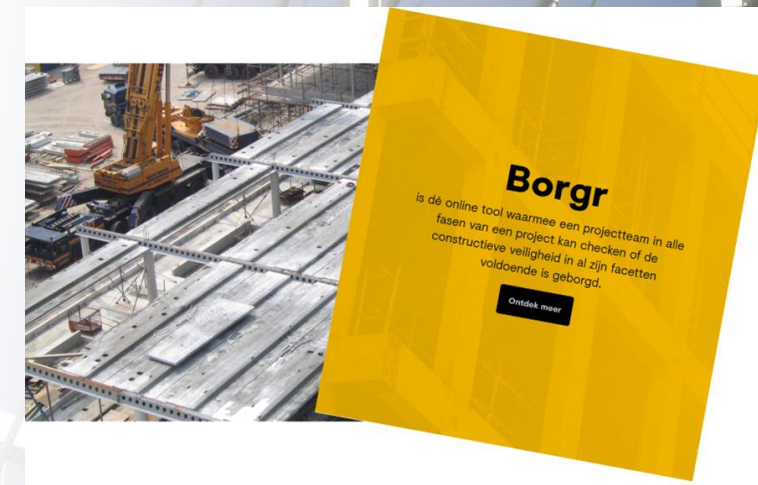 Borgr
is dé online tool waarmee een projectteam in alle
fasen van een project kan checken of de
constructieve veiligheid in al zijn facetten
voldoende is geborgd.
Ontdek meer